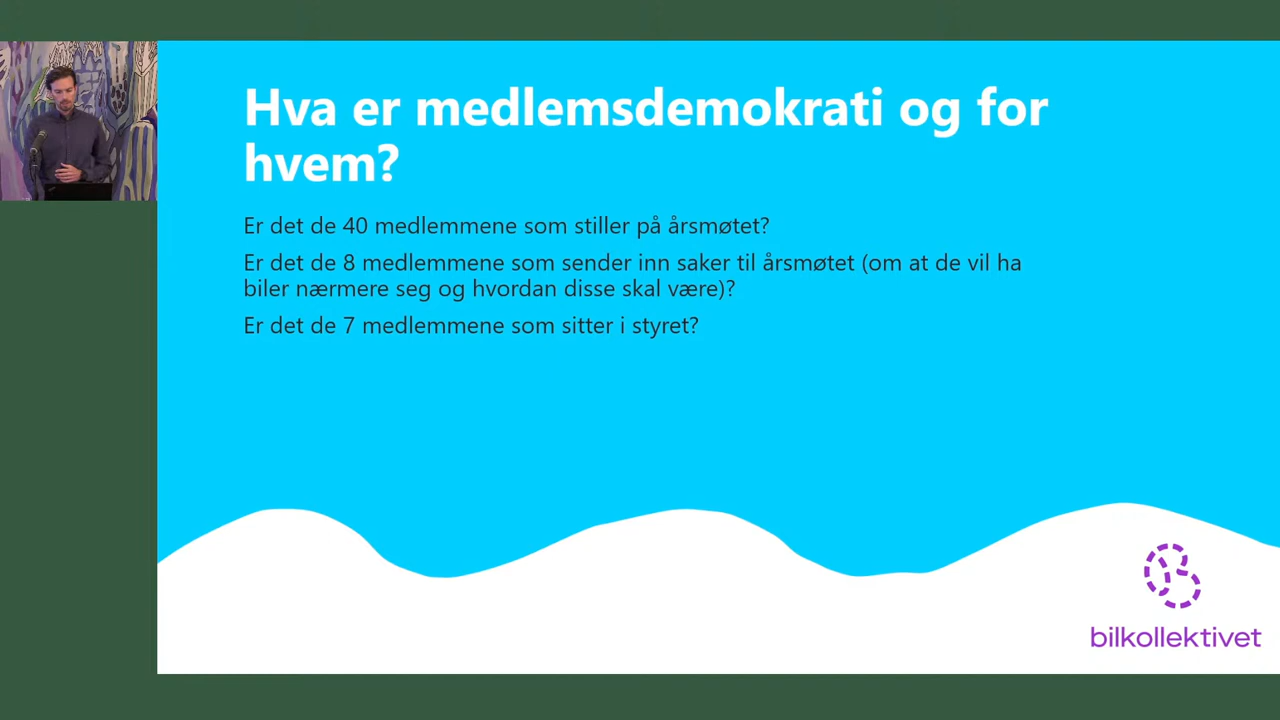 Hva er medlemsdemokrati og for
hvem?
Er det de 40 medlemmene som stiller på årsmøtet?
Er det de 8 medlemmene som sender inn saker til årsmøtet (om at de vil ha
biler nærmere seg og hvordan disse skal være)?
Er det de 7 medlemmene som sitter i styret?
bilkollektivet